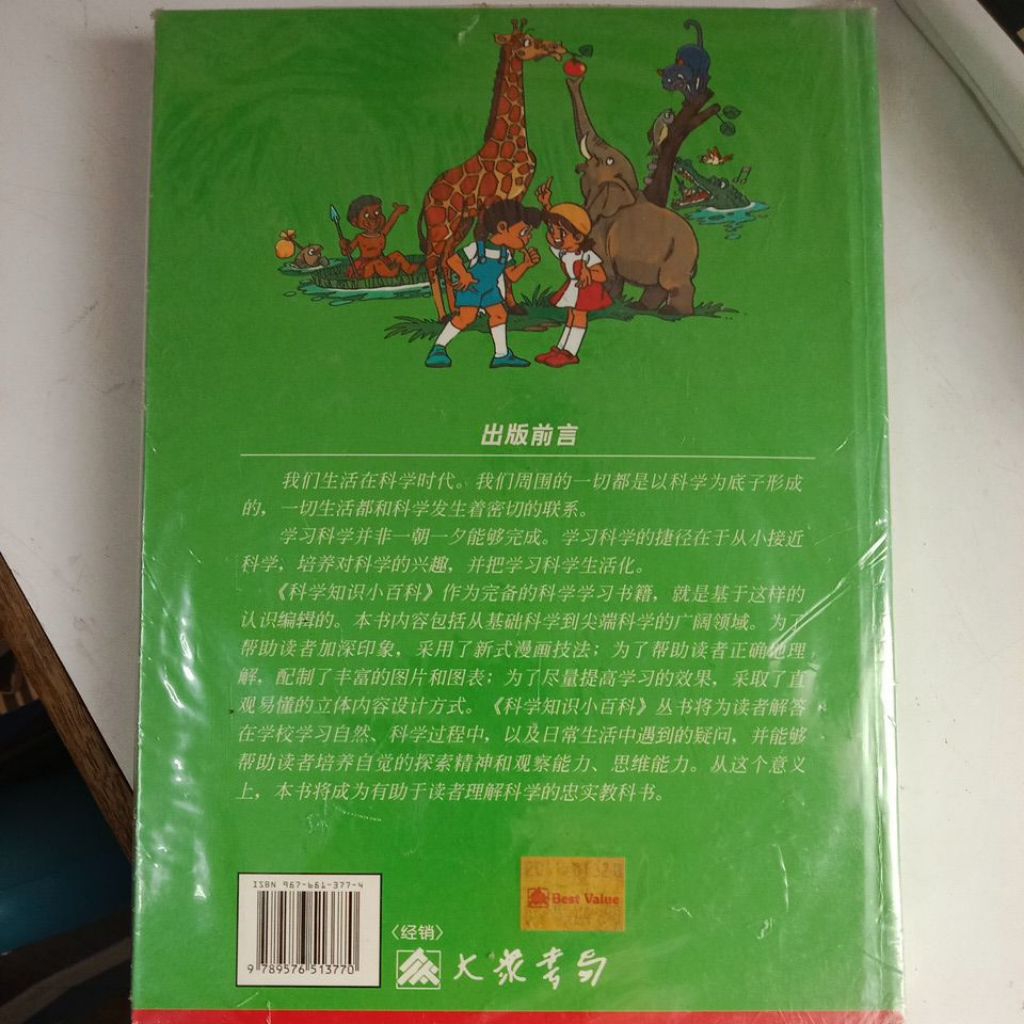 出版前言
我们生活在科学时代。我们周围的一切都是以科学为底子形成
的，一切生活都和科学发生着密切的联系。
学习科学并非一朝一夕能够完成。学习科学的捷径在于从小接近
科学，培养对科学的兴趣，并把学习科学生活化。
《科学知识小百科》作为完备的科学学习书籍，就是基于这样的
认识编辑的。本书内容包括从基础科学到尖端科学的广阔领域。为了
帮助读者加深印象，采用了新式漫画技法；为了帮助读者正确地理
解，配制了丰富的图片和图表；为了尽量提高学习的效果，采取了直
观易懂的立体内容设计方式。《科学知识小百科》丛书将为读者解答
在学校学习自然、科学过程中，以及日常生活中遇到的疑问，并能够
帮助读者培养自觉的探索精神和观察能力、思维能力。从这个意义
上，本书将成为有助于读者理解科学的忠实教科书。
ISBN 967-661-377-4
9 789576 513770
Best Value
〈经销〉
大众书局